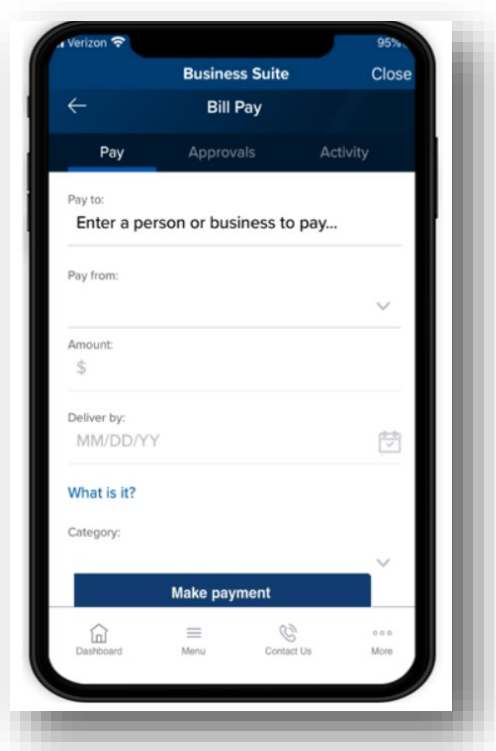 Verizon 95%
Business Suite Close
Bill Pay
Pay Approvals Activity
Pay to:
Enter a person or business to pay...
Pay from:
Amount:
$
Deliver by:
MM/DD/YY
What is it?
Category:
Make payment
Dashboard Menu Contact Us More